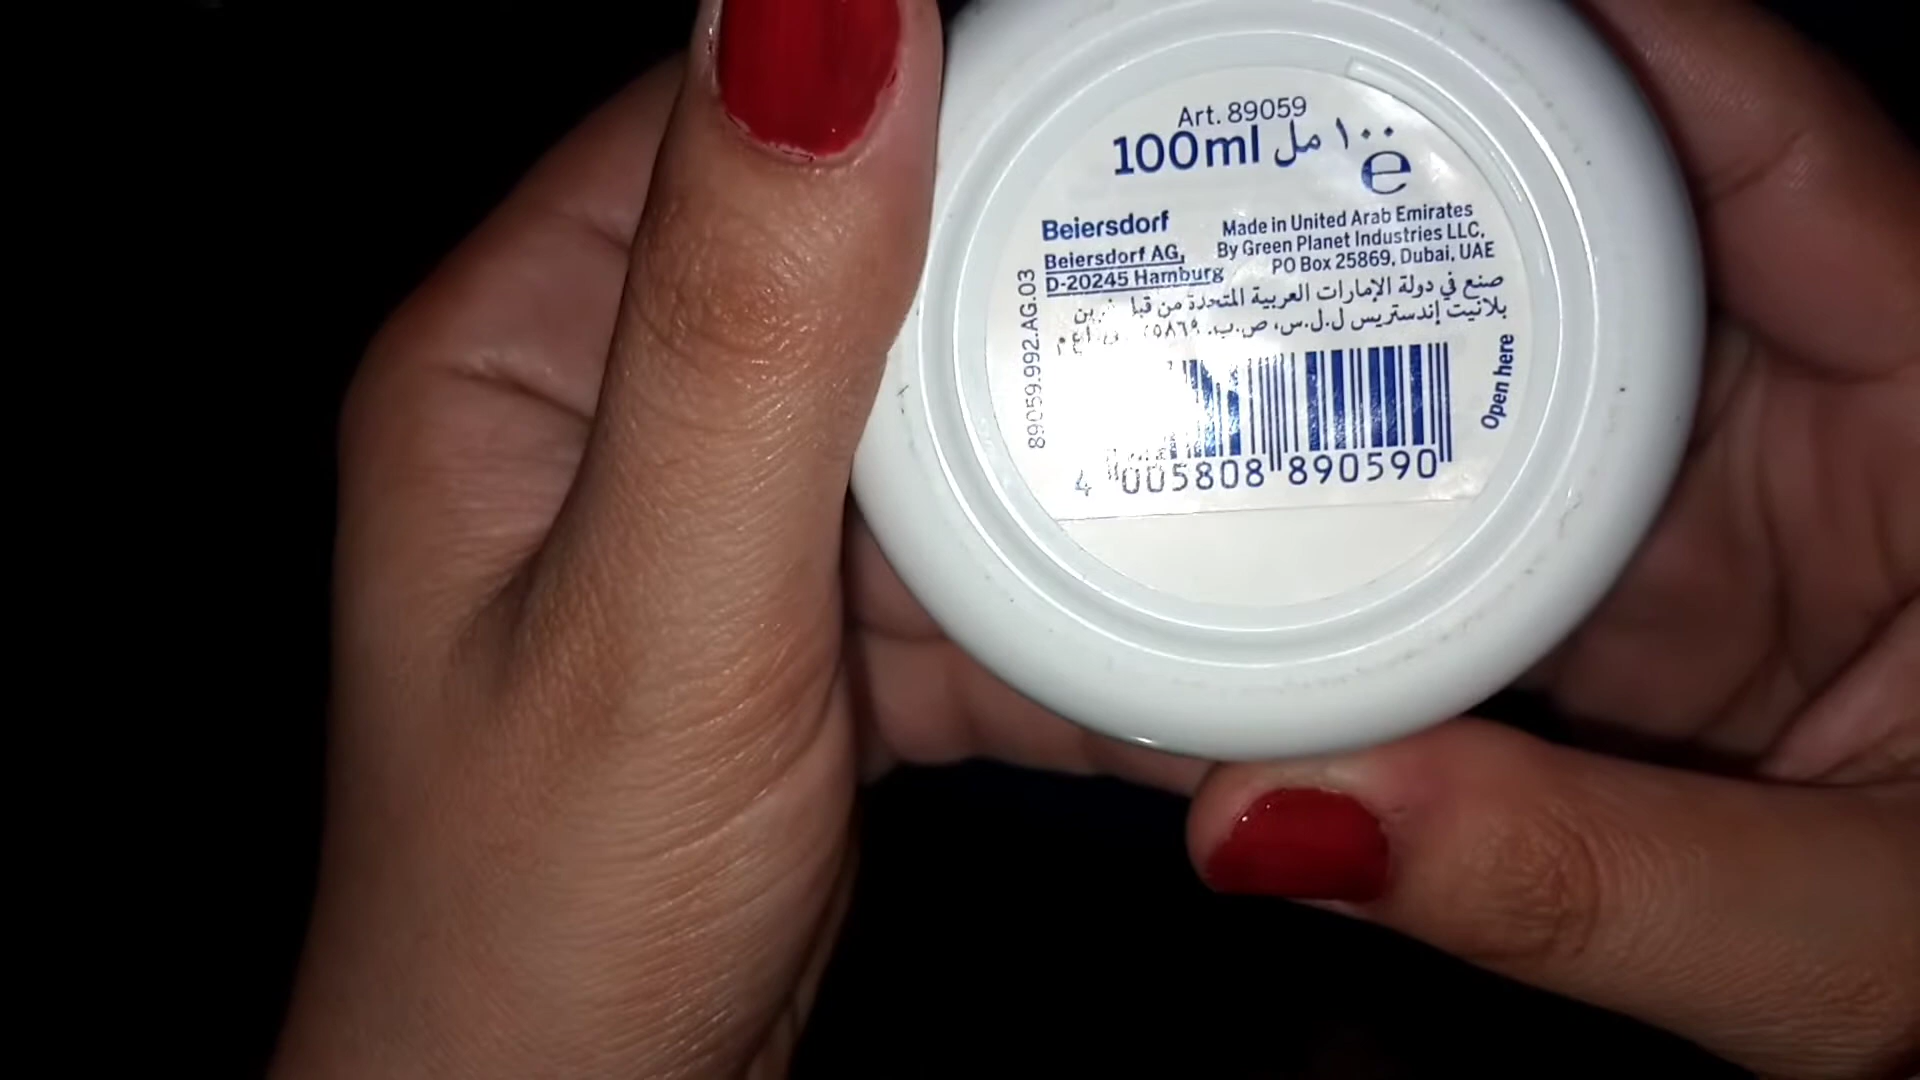 Art. 89059
100ml ١٠٠ مل
e
Beiersdorf
Beiersdorf AG,
D-20245 Hamburg
Made in United Arab Emirates
By Green Planet Industries LLC.
PO Box 25869, Dubai, UAE
صنع في دولة الإمارات العربية المتحدة من قبل
بلانيت إندستريس ل.ل.س، ص.ب.
89059.992.AG.03
Open here
4 005808 890590